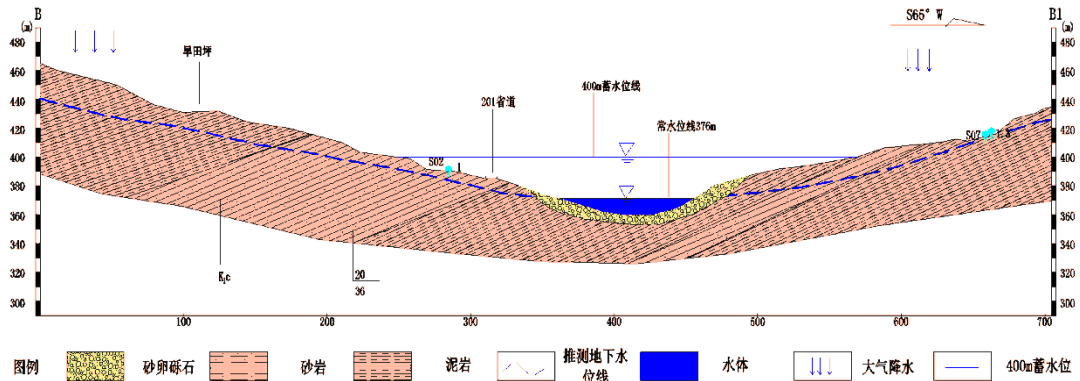 B
S65° W
B1
(m)
(m)
480
480
旱田坪
460
460
201省道
400m蓄水位线
常水位线376m
440
440
420
420
S07
400
400
S02
1
380
380
360
360
340
340
320
K₁c
20
320
36
300
300
100
200
300
400
500
600
700
图例
砂卵砾石
砂岩
泥岩
推测地下水
位线
水体
大气降水
400m蓄水位